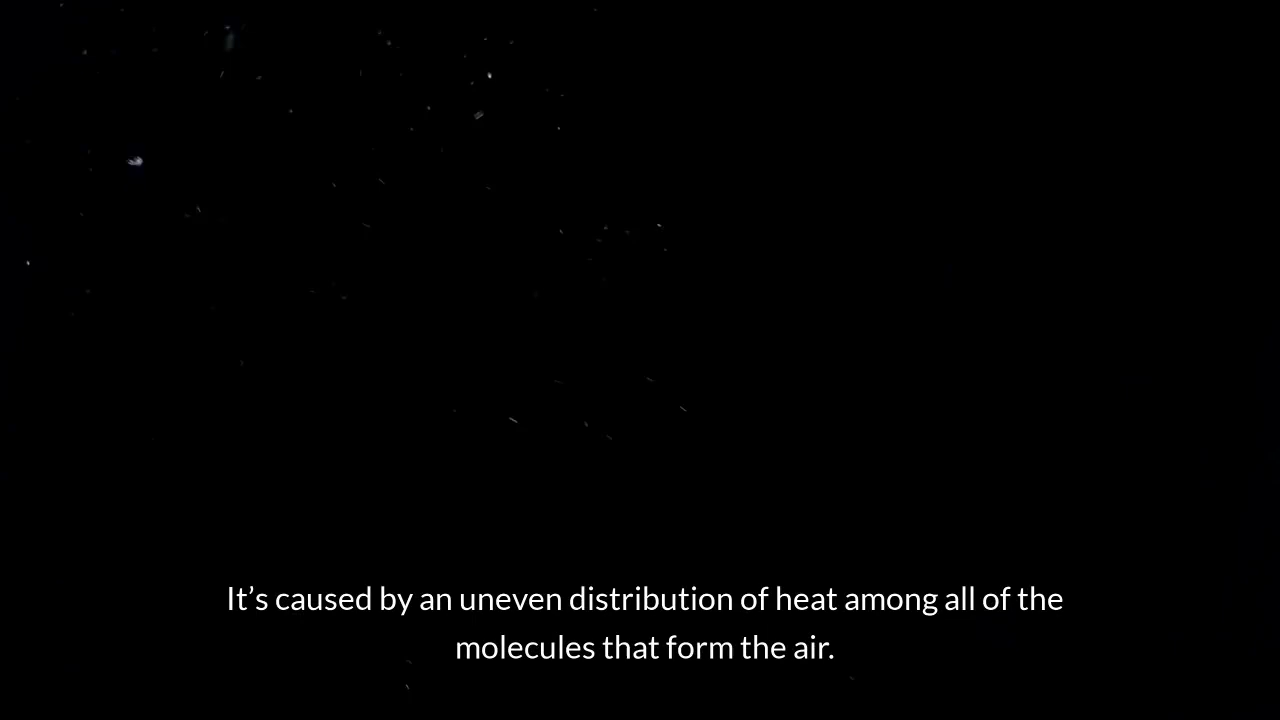 It’s caused by an uneven distribution of heat among all of the
molecules that form the air.